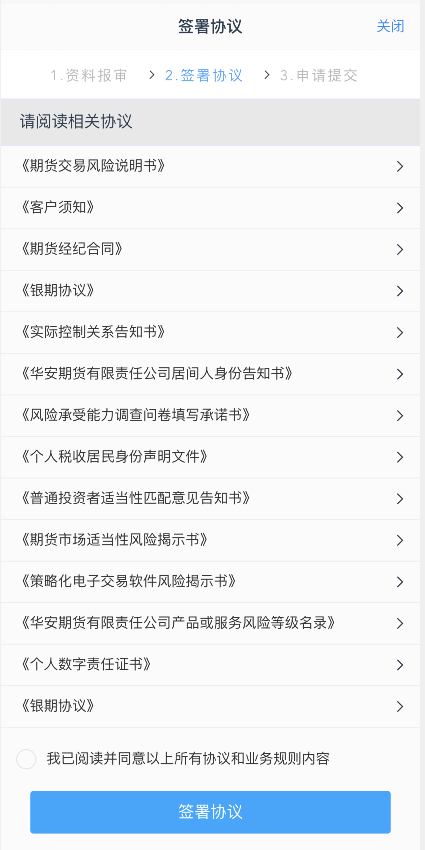 签署协议
关闭
1.资料报审 > 2.签署协议 > 3.申请提交
请阅读相关协议
《期货交易风险说明书》
《客户须知》
《期货经纪合同》
《银期协议》
《实际控制关系告知书》
《华安期货有限责任公司居间人身份告知书》
《风险承受能力调查问卷填写承诺书》
《个人税收居民身份声明文件》
《普通投资者适当性匹配意见告知书》
《期货市场适当性风险揭示书》
《策略化电子交易软件风险揭示书》
《华安期货有限责任公司产品或服务风险等级名录》
《个人数字责任证书》
《银期协议》
我已阅读并同意以上所有协议和业务规则内容
签署协议